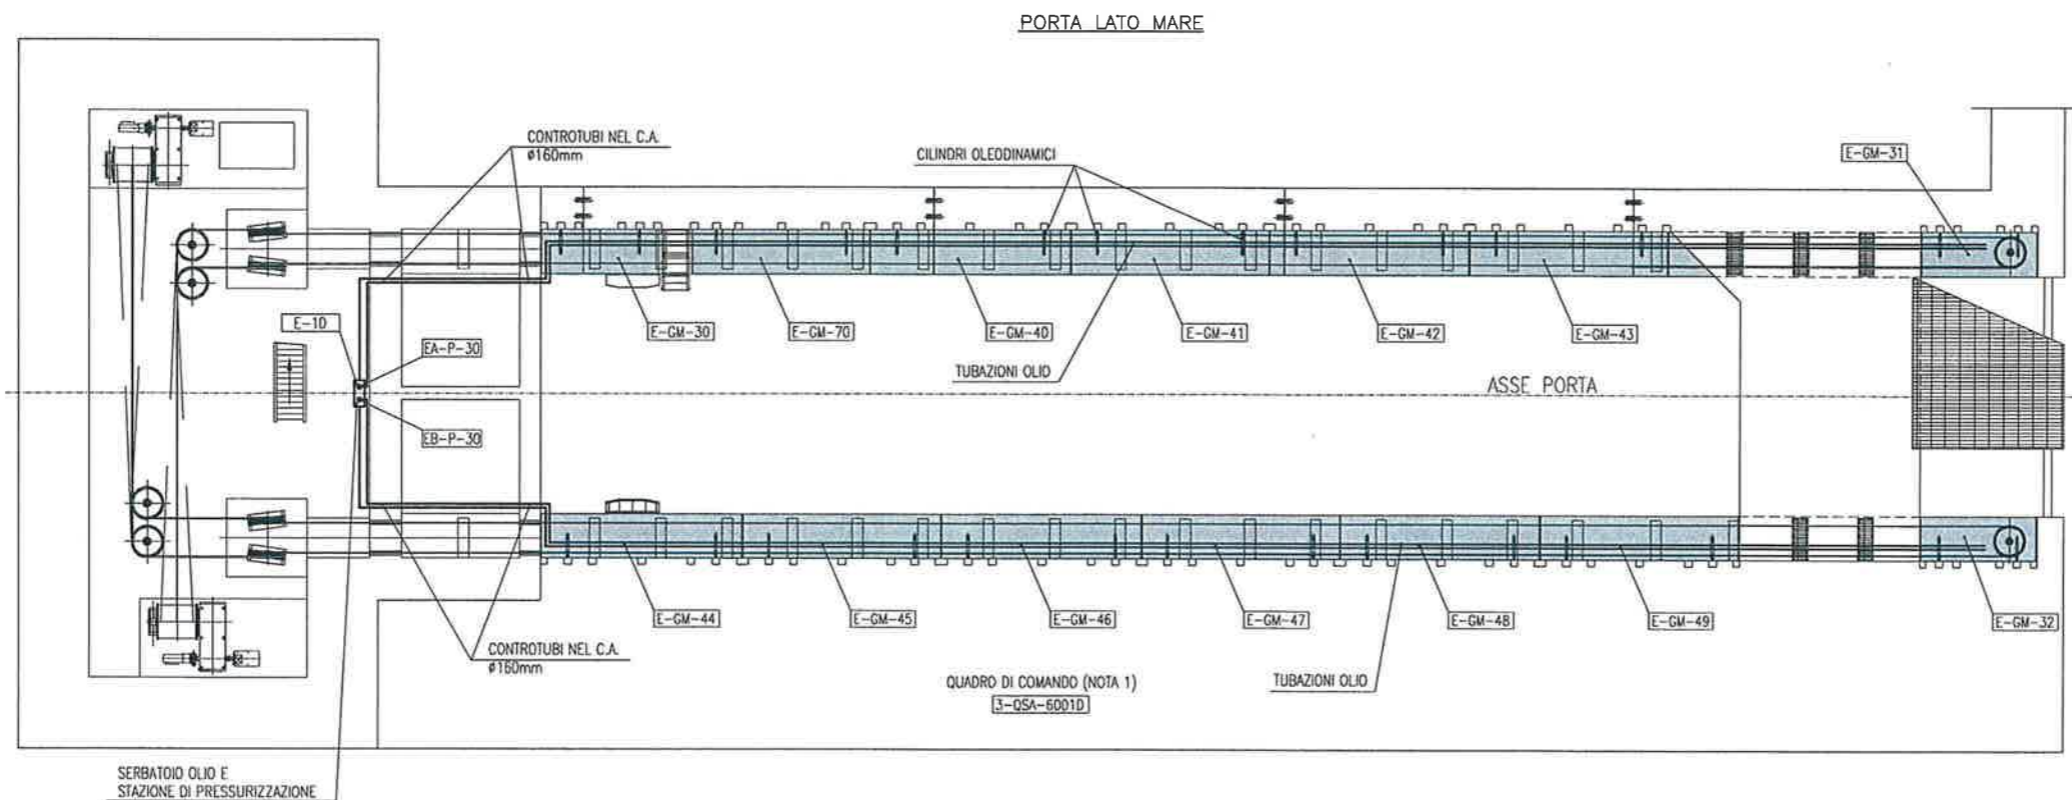 PORTA LATO MARE
CONTROTUBI NEL C.A.
ø160mm
CILINDRI OLEODINAMICI
E-GM-31
E-1D
EA-P-30
E-GM-30
E-GM-70
E-GM-40
E-GM-41
E-GM-42
E-GM-43
TUBAZIONI OLIO
ASSE PORTA
EB-P-30
E-GM-44
E-GM-45
E-GM-46
E-GM-47
E-GM-48
E-GM-49
E-GM-32
CONTROTUBI NEL C.A.
ø160mm
QUADRO DI COMANDO (NOTA 1)
3-QSA-6001D
TUBAZIONI OLIO
SERBATOIO OLIO E
STAZIONE DI PRESSURIZZAZIONE